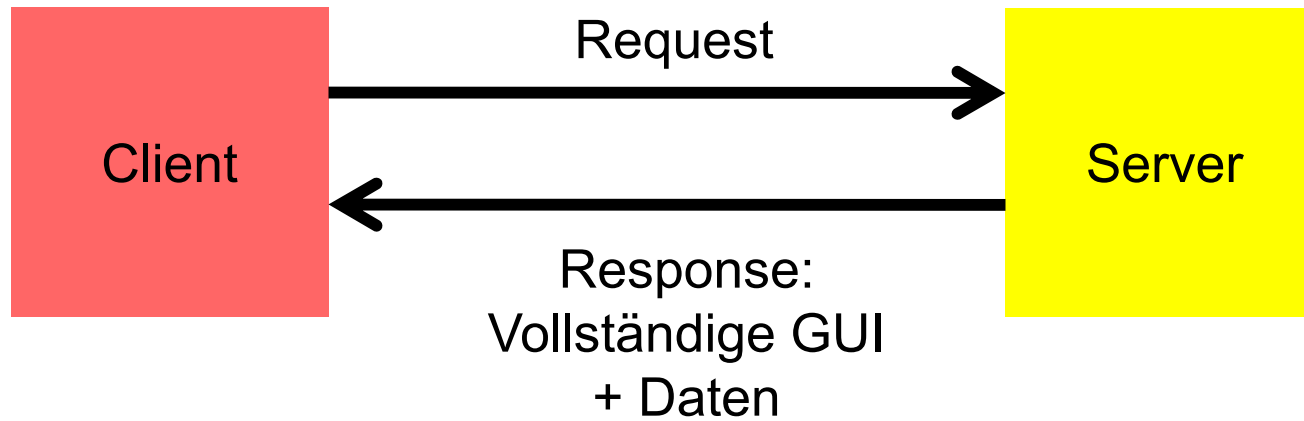 Request
Client
Server
Response:
Vollständige GUI
+ Daten